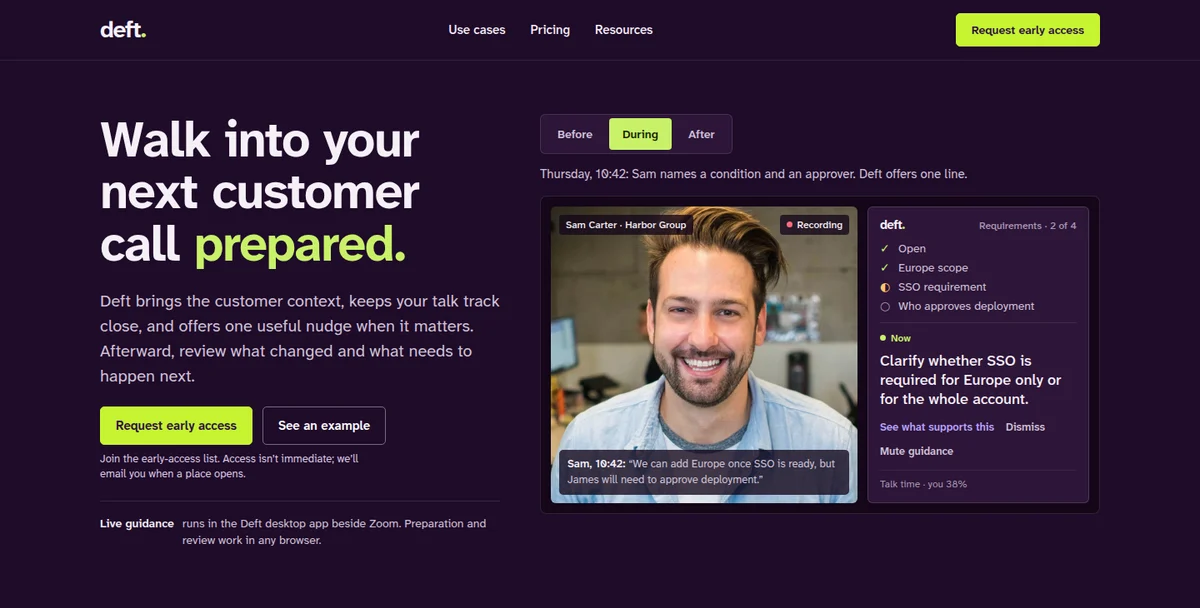 deft.
Use cases
Pricing
Resources
Request early access
Walk into your
next customer
call prepared.
Deft brings the customer context, keeps your talk track
close, and offers one useful nudge when it matters.
Afterward, review what changed and what needs to
happen next.
Request early access
See an example
Join the early-access list. Access isn't immediate; we'll
email you when a place opens.
Live guidance runs in the Deft desktop app beside Zoom. Preparation and
review work in any browser.
Before
During
After
Thursday, 10:42: Sam names a condition and an approver. Deft offers one line.
Sam Carter · Harbor Group
Recording
Sam, 10:42: “We can add Europe once SSO is ready, but
James will need to approve deployment.”
deft.
Requirements · 2 of 4
✓ Open
✓ Europe scope
◐ SSO requirement
○ Who approves deployment
Now
Clarify whether SSO is
required for Europe only or
for the whole account.
See what supports this
Dismiss
Mute guidance
Talk time · you 38%